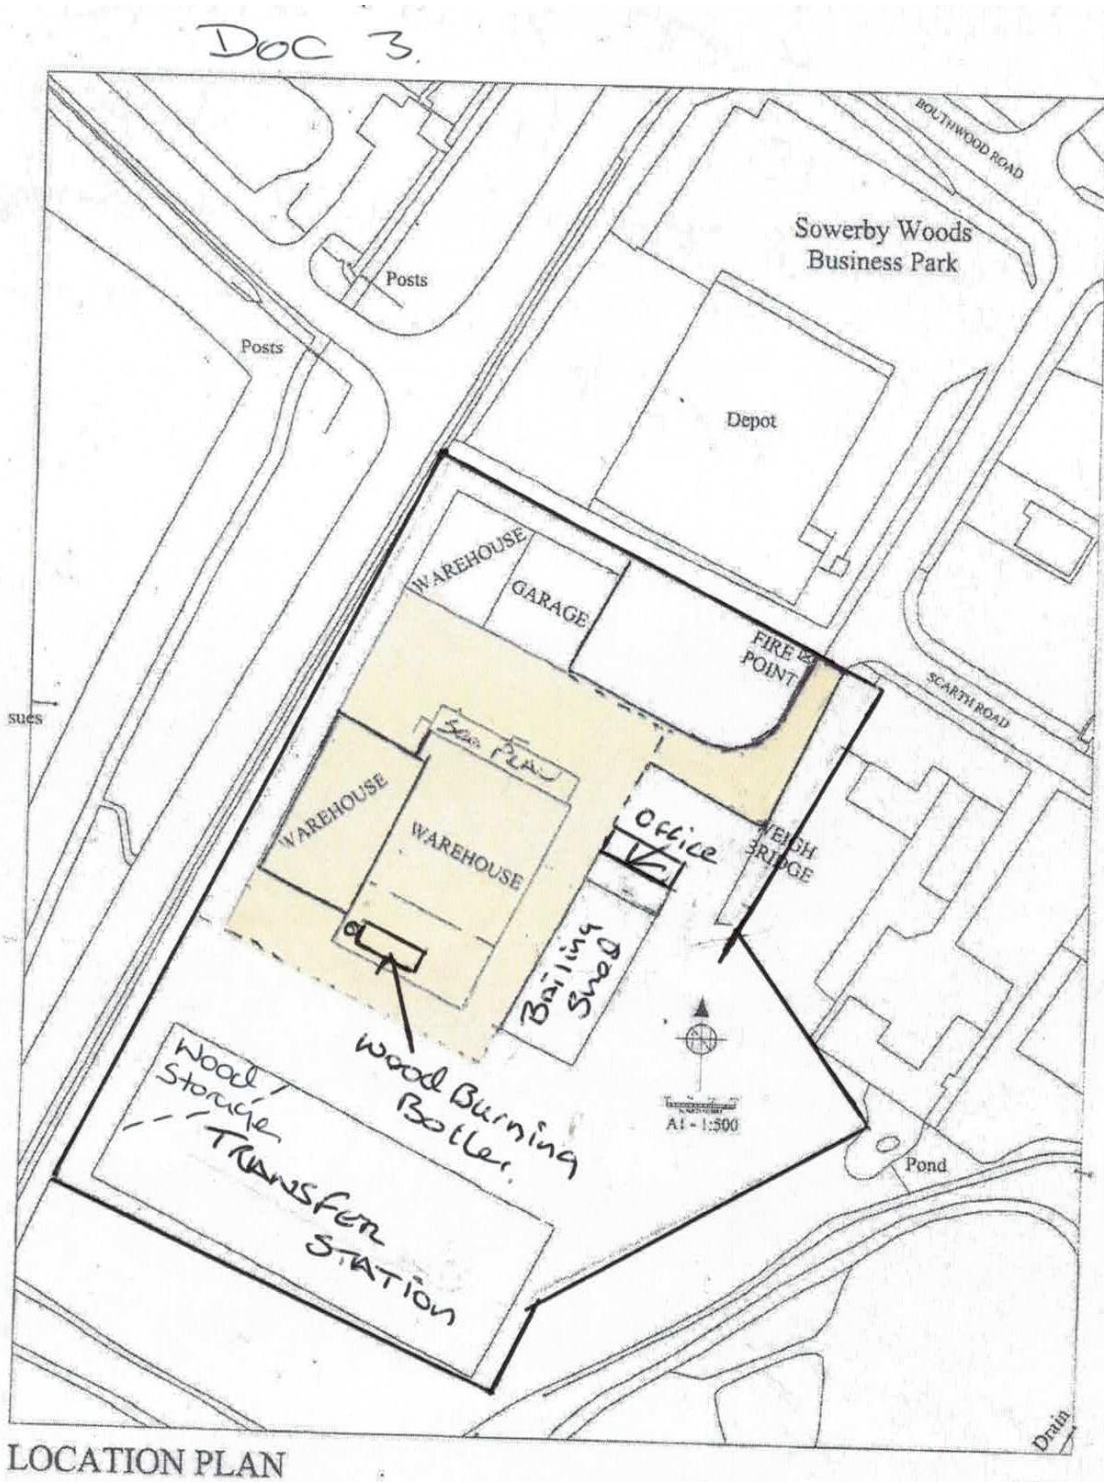 Doc 3.
BOUTHWOOD ROAD
Sowerby Woods
Business Park
Posts
Posts
Depot
WAREHOUSE
GARAGE
FIRE
POINT
SCARTH ROAD
sues
See PLAN
WAREHOUSE
WAREHOUSE
Office
WEIGH
BRIDGE
Bailing
Shed
Wood Burning
Boiler.
Wood
Storage
TRANSFER
STATION
A1 - 1:500
Pond
Drain
LOCATION PLAN